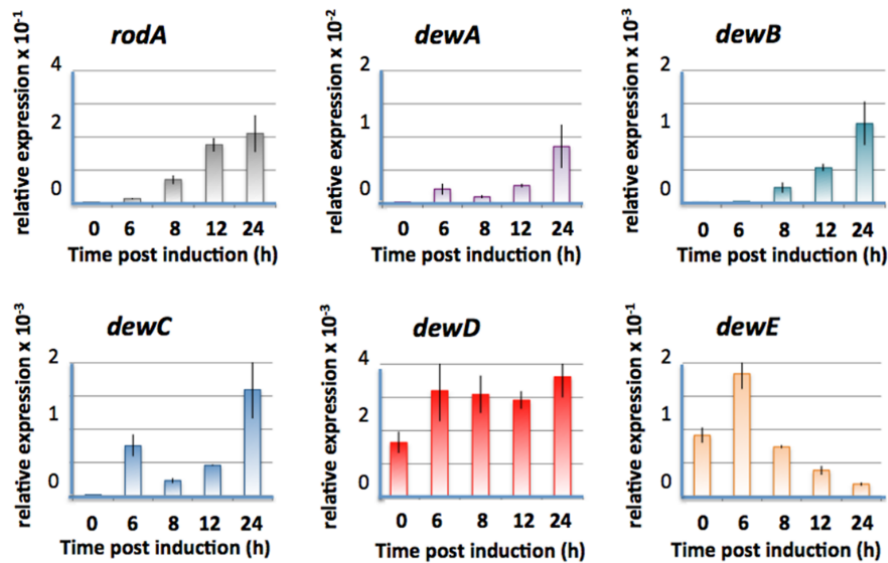 rodA
relative expression x 10⁻¹
4
2
0
0 6 8 12 24
Time post induction (h)
dewA
relative expression x 10⁻²
2
1
0
0 6 8 12 24
Time post induction (h)
dewB
relative expression x 10⁻³
2
1
0
0 6 8 12 24
Time post induction (h)
dewC
relative expression x 10⁻³
2
1
0
0 6 8 12 24
Time post induction (h)
dewD
relative expression x 10⁻³
4
2
0
0 6 8 12 24
Time post induction (h)
dewE
relative expression x 10⁻¹
2
1
0
0 6 8 12 24
Time post induction (h)